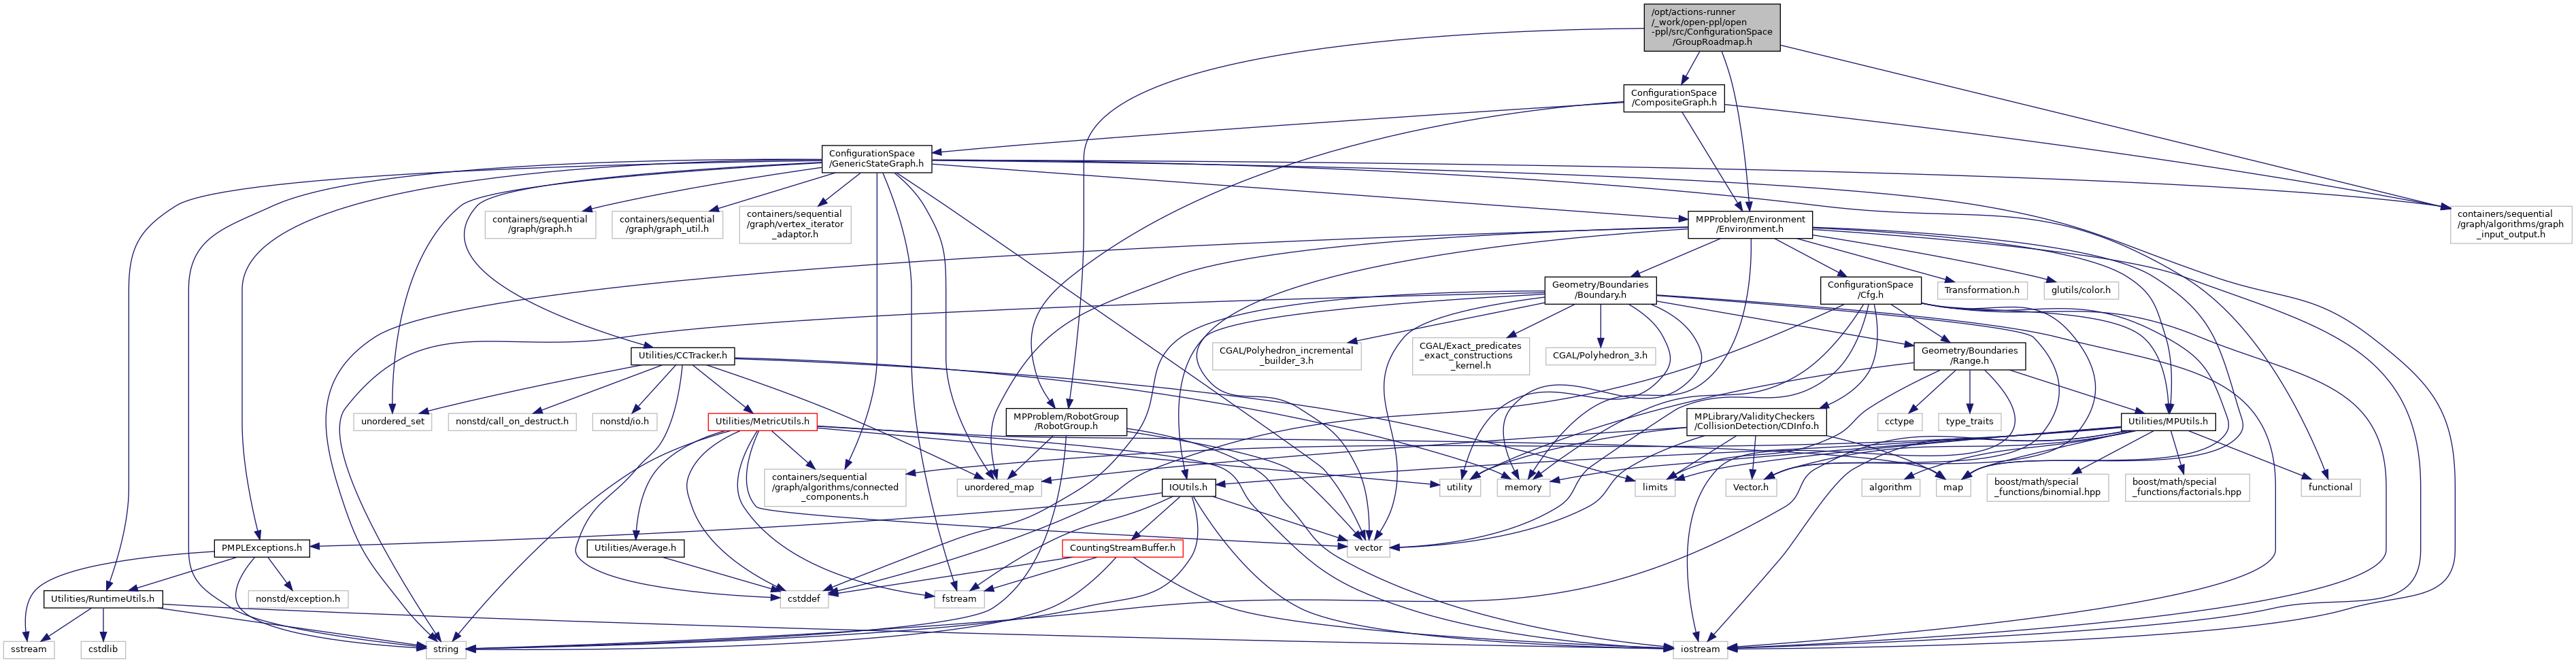 /opt/actions-runner
/_work/open-ppl/open
-ppl/src/ConfigurationSpace
/GroupRoadmap.h
ConfigurationSpace
/CompositeGraph.h
ConfigurationSpace
/GenericStateGraph.h
containers/sequential
/graph/graph.h
containers/sequential
/graph/graph_util.h
containers/sequential
/graph/vertex_iterator
_adaptor.h
MPProblem/Environment
/Environment.h
containers/sequential
/graph/algorithms/graph
_input_output.h
Geometry/Boundaries
/Boundary.h
ConfigurationSpace
/Cfg.h
Transformation.h
glutils/color.h
Utilities/CCTracker.h
CGAL/Polyhedron_incremental
_builder_3.h
CGAL/Exact_predicates
_exact_constructions
_kernel.h
CGAL/Polyhedron_3.h
Geometry/Boundaries
/Range.h
unordered_set
nonstd/call_on_destruct.h
nonstd/io.h
Utilities/MetricUtils.h
MPProblem/RobotGroup
/RobotGroup.h
MPLibrary/ValidityCheckers
/CollisionDetection/CDInfo.h
cctype
type_traits
Utilities/MPUtils.h
containers/sequential
/graph/algorithms/connected
_components.h
unordered_map
IOUtils.h
utility
memory
limits
Vector.h
algorithm
map
boost/math/special
_functions/binomial.hpp
boost/math/special
_functions/factorials.hpp
functional
PMPLExceptions.h
Utilities/Average.h
CountingStreamBuffer.h
vector
Utilities/RuntimeUtils.h
nonstd/exception.h
cstddef
fstream
sstream
cstdlib
string
iostream